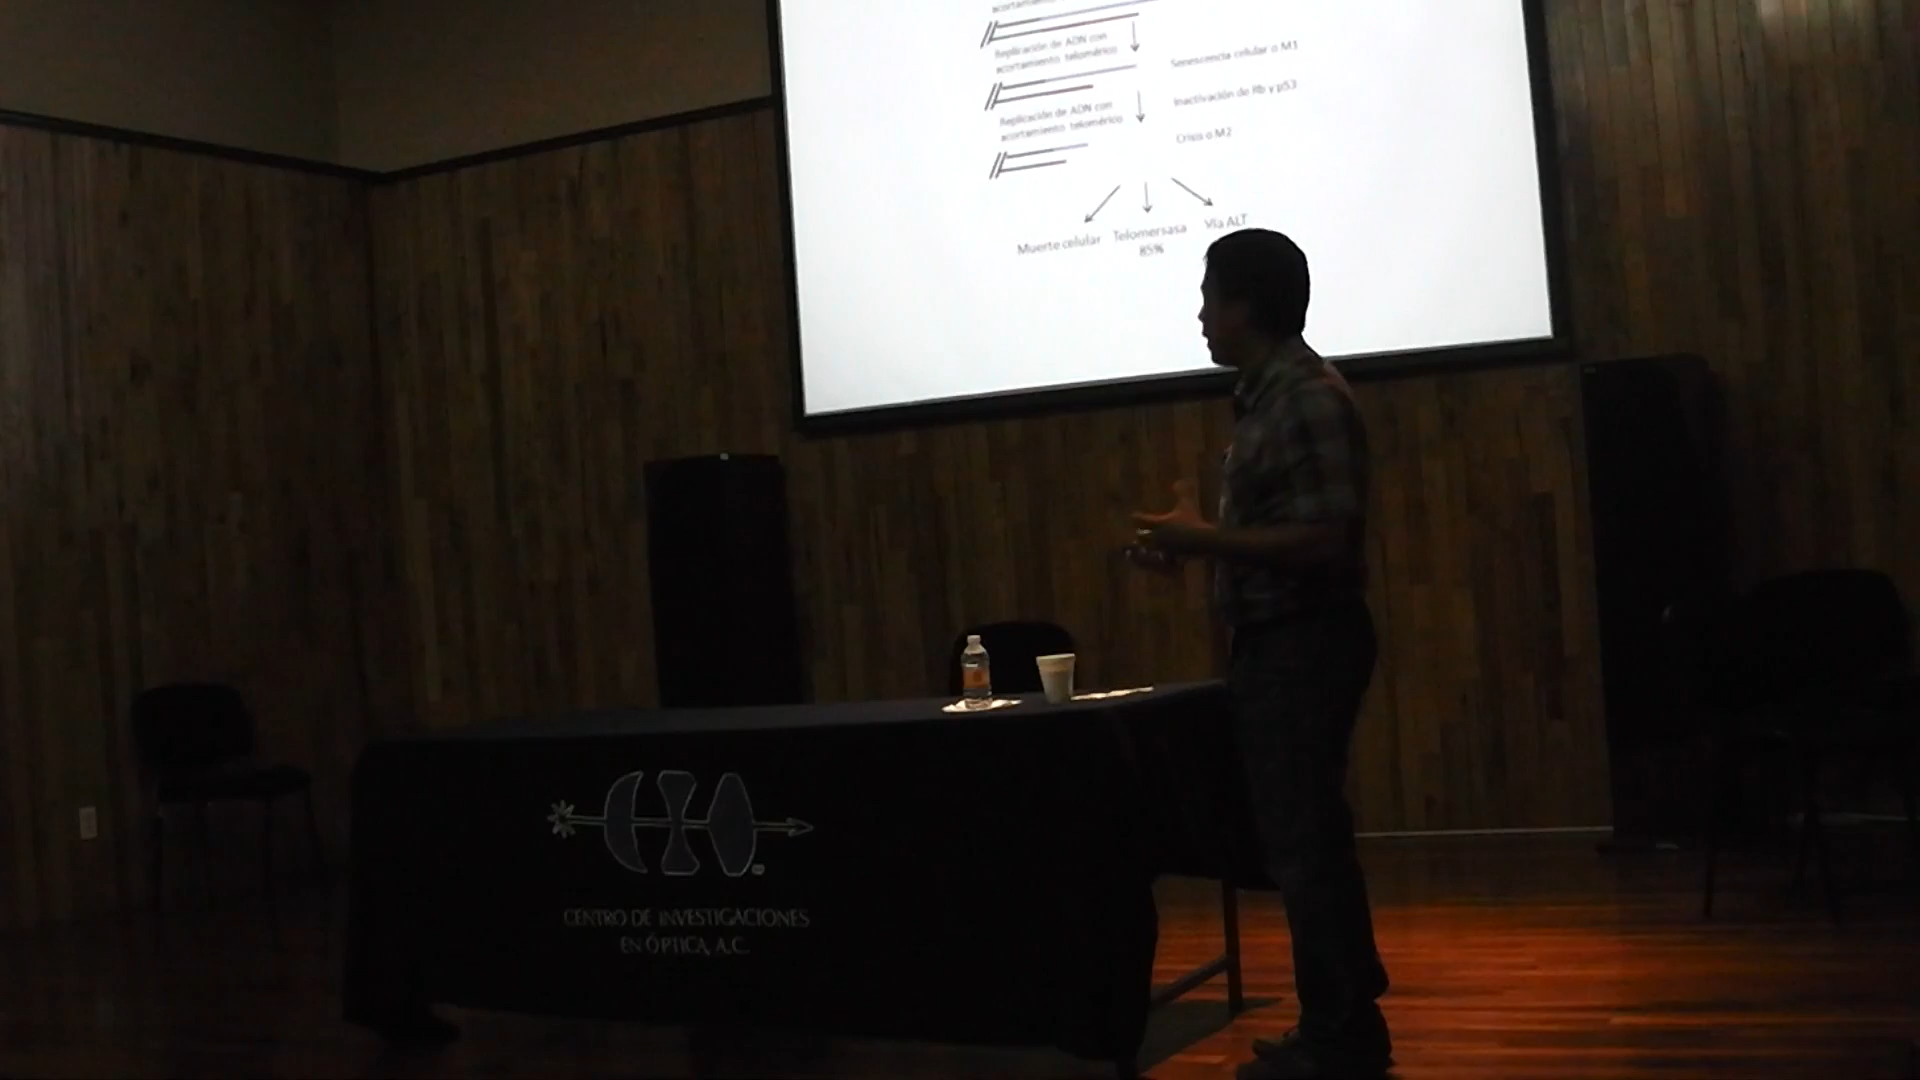 acortamiento
Replicación de ADN con
acortamiento telomérico
Senescencia celular o M1
Inactivación de Rb y p53
Replicación de ADN con
acortamiento telomérico
Crisis o M2
Muerte celular
Telomersasa
85%
Vía ALT
CENTRO DE INVESTIGACIONES
EN ÓPTICA, A.C.